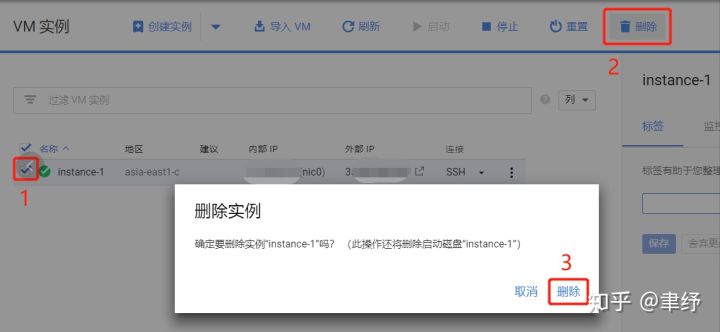 VM 实例
创建实例
导入 VM
刷新
启动
停止
重置
删除
2
instance-1
过滤 VM 实例
列
标签
监控
名称
地区
建议
内部 IP
外部 IP
连接
标签有助于您整理
1
instance-1
asia-east1-c
(nic0)
3.
SSH
删除实例
确定要删除实例“instance-1”吗？（此操作还将删除启动磁盘“instance-1”）
保存
舍弃更
3
取消
删除
知乎 @聿纾